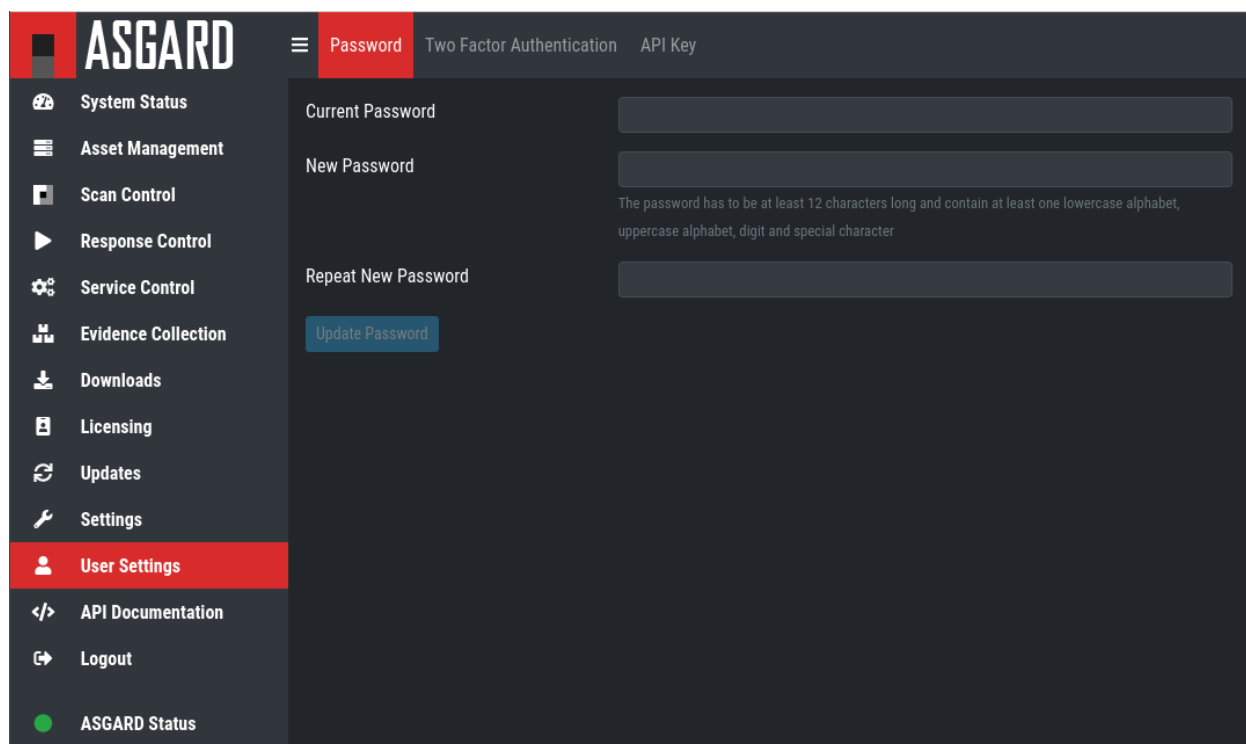 ASGARD
Password Two Factor Authentication API Key
System Status
Asset Management
Scan Control
Response Control
Service Control
Evidence Collection
Downloads
Licensing
Updates
Settings
User Settings
API Documentation
Logout
ASGARD Status
Current Password
New Password
The password has to be at least 12 characters long and contain at least one lowercase alphabet,
uppercase alphabet, digit and special character
Repeat New Password
Update Password